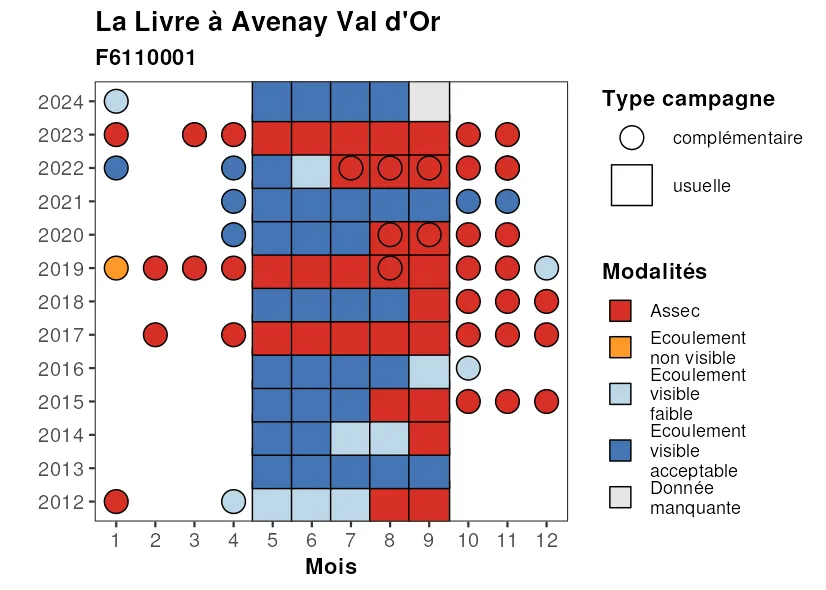 La Livre à Avenay Val d'Or
F6110001
2024
2023
2022
2021
2020
2019
2018
2017
2016
2015
2014
2013
2012
1 2 3 4 5 6 7 8 9 10 11 12
Mois
Type campagne
complémentaire
usuelle
Modalités
Assec
Ecoulement
non visible
Ecoulement
visible
faible
Ecoulement
visible
acceptable
Donnée
manquante